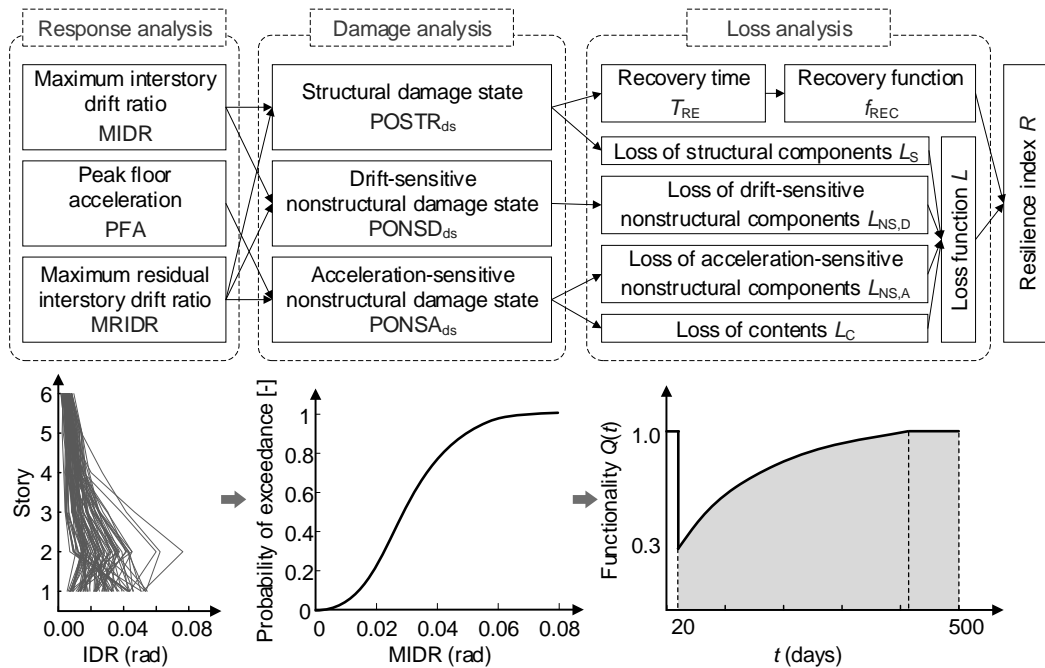 Response analysis
Damage analysis
Loss analysis
Maximum interstory
drift ratio
MIDR
Peak floor
acceleration
PFA
Maximum residual
interstory drift ratio
MRIDR
Structural damage state
POSTRds
Drift-sensitive
nonstructural damage state
PONSDds
Acceleration-sensitive
nonstructural damage state
PONSAds
Recovery time
TRE
Recovery function
fREC
Loss of structural components LS
Loss of drift-sensitive
nonstructural components LNS,D
Loss of acceleration-sensitive
nonstructural components LNS,A
Loss of contents LC
Loss function L
Resilience index R
Story
6
5
4
3
2
1
0.00 0.04 0.08
IDR (rad)
Probability of exceedance [-]
1
0.8
0.6
0.4
0.2
0
0 0.02 0.04 0.06 0.08
MIDR (rad)
Functionality Q(t)
1.0
0.3
20 500
t (days)